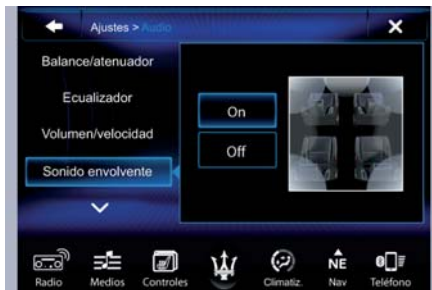 Ajustes > Audio
Balance/atenuador
Ecualizador
Volumen/velocidad
Sonido envolvente
On
Off
Radio
Medios
Controles
Climatiz.
NE
Nav
Teléfono